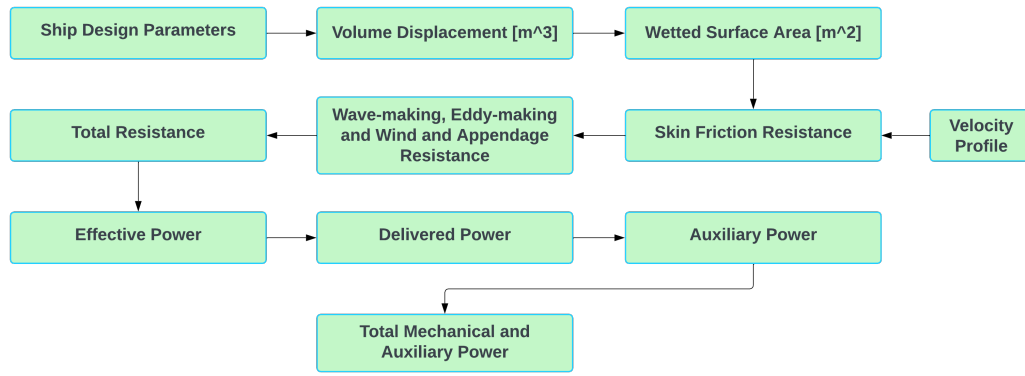 Ship Design Parameters
Volume Displacement [m^3]
Wetted Surface Area [m^2]
Total Resistance
Wave-making, Eddy-making
and Wind and Appendage
Resistance
Skin Friction Resistance
Velocity
Profile
Effective Power
Delivered Power
Auxiliary Power
Total Mechanical and
Auxiliary Power